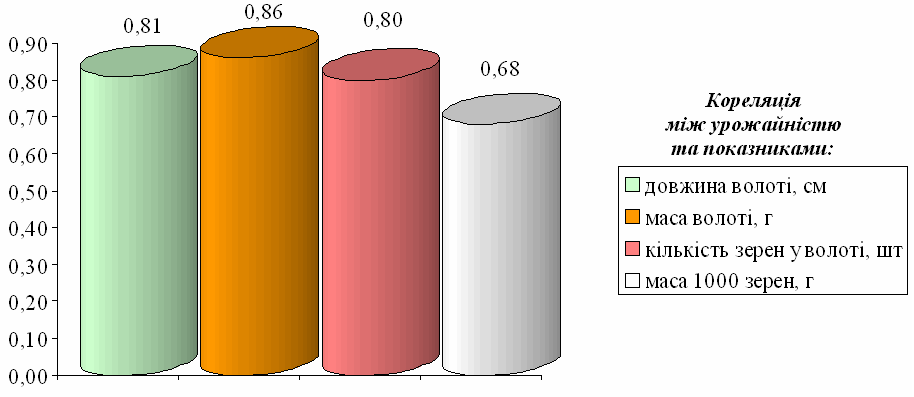 0,81
0,86
0,80
0,68
0,90
0,80
0,70
0,60
0,50
0,40
0,30
0,20
0,10
0,00
Кореляція
між урожайністю
та показниками:
довжина волоті, см
маса волоті, г
кількість зерен у волоті, шт
маса 1000 зерен, г